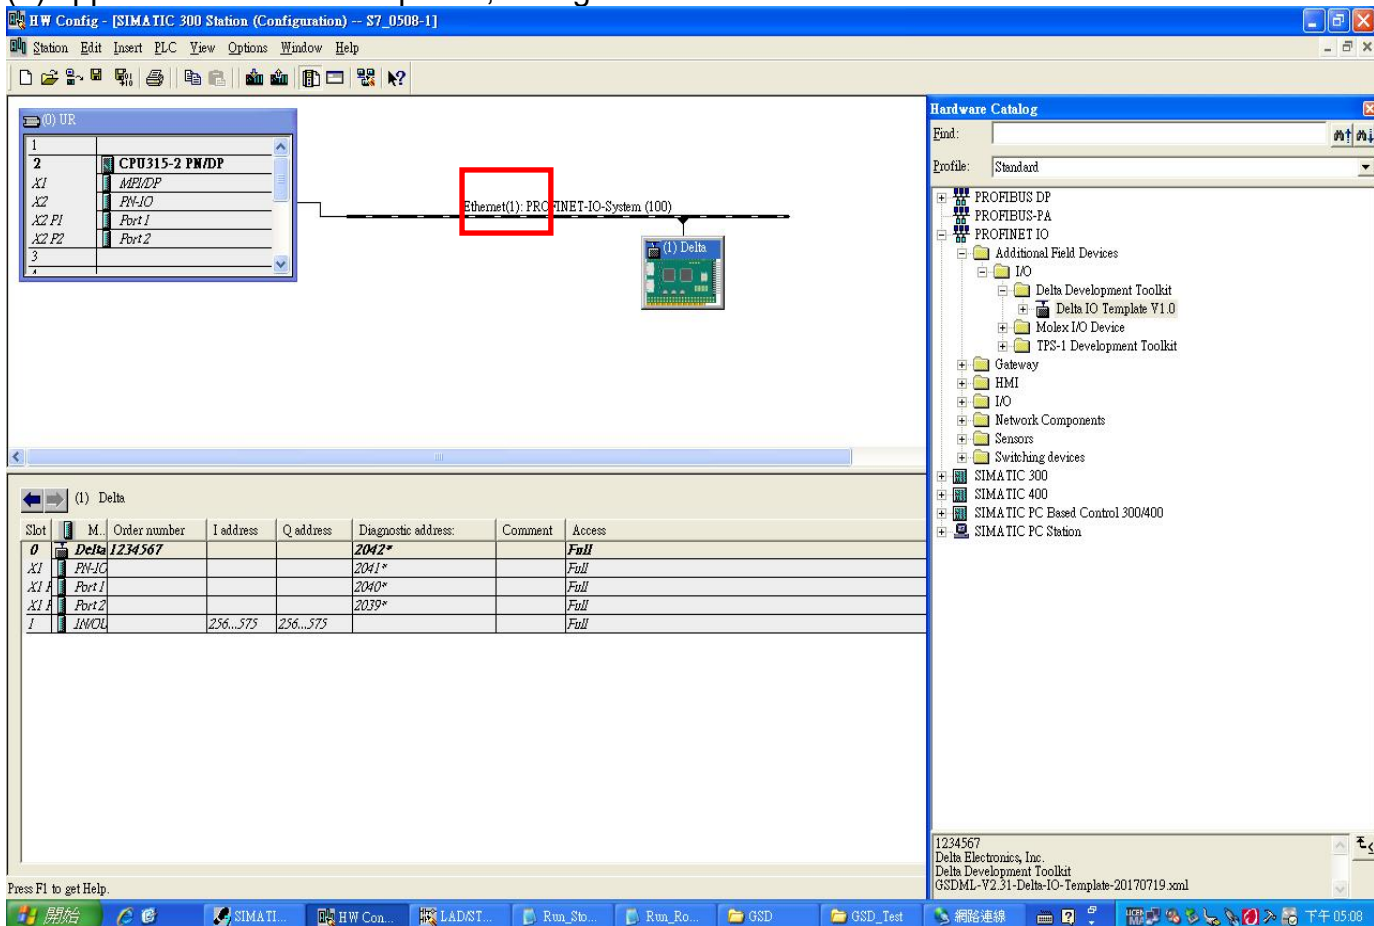 HW Config - [SIMATIC 300 Station (Configuration) -- S7_0508-1]
Station Edit Insert PLC View Options Window Help
(0) UR
1
2 CPU315-2 PN/DP
X1 MPI/DP
X2 PN-IO
X2 P1 Port 1
X2 P2 Port 2
3
4
Ethernet(1): PROFINET-IO-System (100)
(1) Delta
Hardware Catalog
Find:
Profile: Standard
PROFIBUS DP
PROFIBUS-PA
PROFINET IO
Additional Field Devices
I/O
Delta Development Toolkit
Delta IO Template V1.0
Molex I/O Device
TPS-1 Development Toolkit
Gateway
HMI
I/O
Network Components
Sensors
Switching devices
SIMATIC 300
SIMATIC 400
SIMATIC PC Based Control 300/400
SIMATIC PC Station
(1) Delta
Slot M.. Order number I address Q address Diagnostic address: Comment Access
0 Delta 1234567 2042* Full
X1 PN-IO 2041* Full
X1 P Port 1 2040* Full
X1 P Port 2 2039* Full
1 IN/OU 256...575 256...575 Full
1234567
Delta Electronics, Inc.
Delta Development Toolkit
GSDML-V2.31-Delta-IO-Template-20170719.xml
Press F1 to get Help.
開始 SIMATI... HW Con... LAD/ST... Run_Sto... Run_Ro... GSD GSD_Test 網路連線 下午 05:08